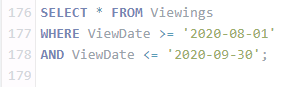 176 SELECT * FROM Viewings
177 WHERE ViewDate >= '2020-08-01'
178 AND ViewDate <= '2020-09-30';
179